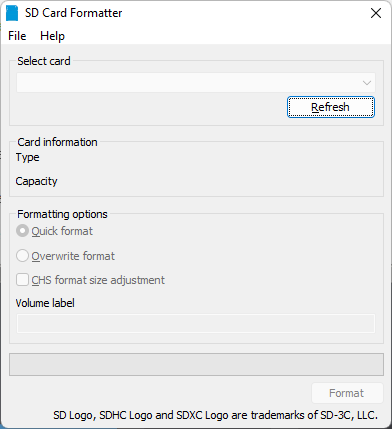 SD Card Formatter
File Help
Select card
Refresh
Card information
Type
Capacity
Formatting options
Quick format
Overwrite format
CHS format size adjustment
Volume label
Format
SD Logo, SDHC Logo and SDXC Logo are trademarks of SD-3C, LLC.